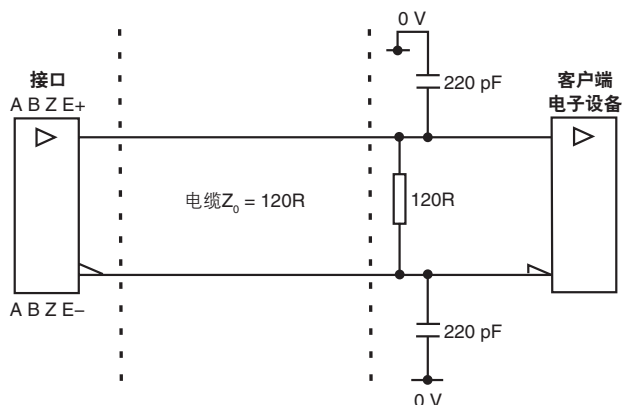 0 V
接口
A B Z E+
220 pF
客户端
电子设备
电缆Z₀ = 120R
120R
A B Z E−
220 pF
0 V